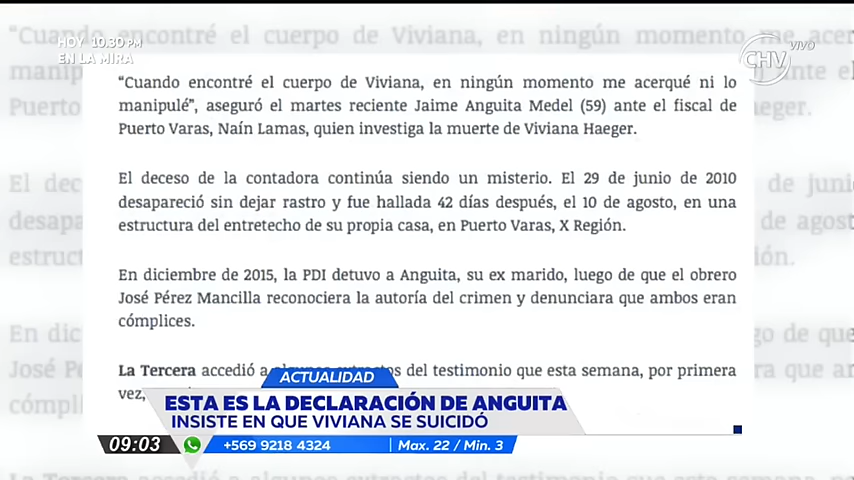 HOY 10.30 PM
EN LA MIRA
CHV VIVO
“Cuando encontré el cuerpo de Viviana, en ningún momento me acerqué ni lo
manipulé”, aseguró el martes reciente Jaime Anguita Medel (59) ante el fiscal de
Puerto Varas, Naín Lamas, quien investiga la muerte de Viviana Haeger.
El deceso de la contadora continúa siendo un misterio. El 29 de junio de 2010
desapareció sin dejar rastro y fue hallada 42 días después, el 10 de agosto, en una
estructura del entretecho de su propia casa, en Puerto Varas, X Región.
En diciembre de 2015, la PDI detuvo a Anguita, su ex marido, luego de que el obrero
José Pérez Mancilla reconociera la autoría del crimen y denunciara que ambos eran
cómplices.
La Tercera accedió a algunos extractos del testimonio que esta semana, por primera
vez,
ACTUALIDAD
ESTA ES LA DECLARACIÓN DE ANGUITA
INSISTE EN QUE VIVIANA SE SUICIDÓ
09:03 +569 9218 4324 Max. 22 / Min. 3